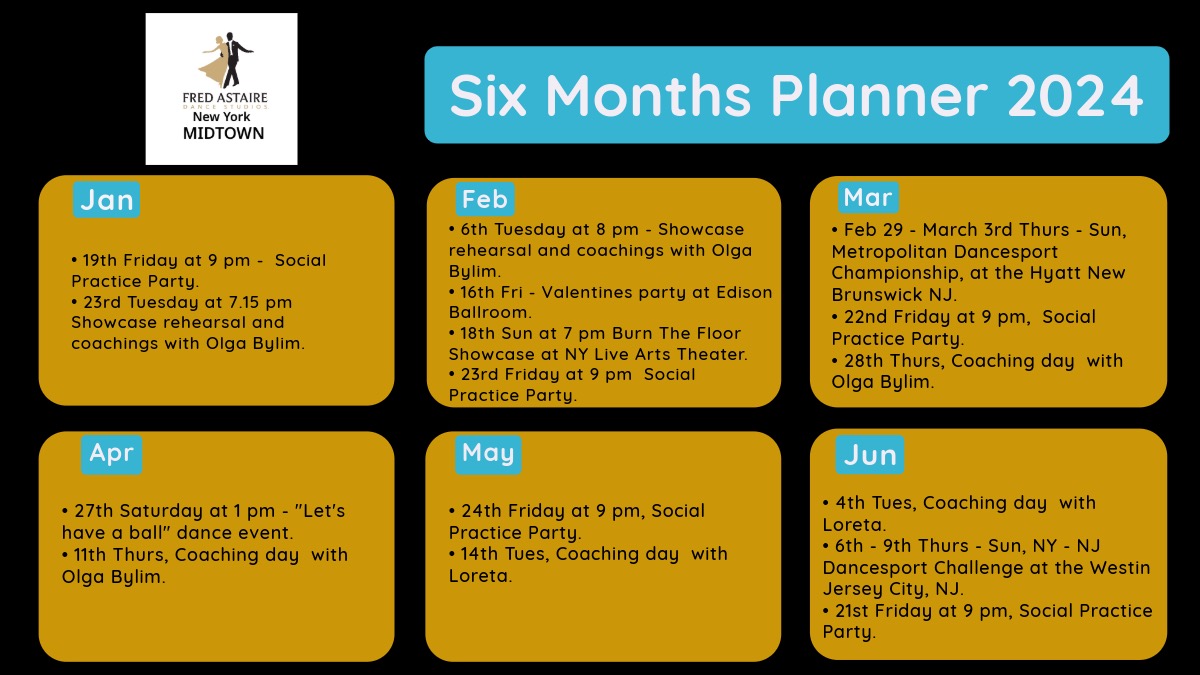 FRED ASTAIRE
DANCE STUDIOS
New York
MIDTOWN
Six Months Planner 2024
Jan
• 19th Friday at 9 pm - Social
Practice Party.
• 23rd Tuesday at 7.15 pm
Showcase rehearsal and
coachings with Olga Bylim.
Feb
• 6th Tuesday at 8 pm - Showcase
rehearsal and coachings with Olga
Bylim.
• 16th Fri - Valentines party at Edison
Ballroom.
• 18th Sun at 7 pm Burn The Floor
Showcase at NY Live Arts Theater.
• 23rd Friday at 9 pm Social
Practice Party.
Mar
• Feb 29 - March 3rd Thurs - Sun,
Metropolitan Dancesport
Championship, at the Hyatt New
Brunswick NJ.
• 22nd Friday at 9 pm, Social
Practice Party.
• 28th Thurs, Coaching day with
Olga Bylim.
Apr
• 27th Saturday at 1 pm - "Let's
have a ball" dance event.
• 11th Thurs, Coaching day with
Olga Bylim.
May
• 24th Friday at 9 pm, Social
Practice Party.
• 14th Tues, Coaching day with
Loreta.
Jun
• 4th Tues, Coaching day with
Loreta.
• 6th - 9th Thurs - Sun, NY - NJ
Dancesport Challenge at the Westin
Jersey City, NJ.
• 21st Friday at 9 pm, Social Practice
Party.